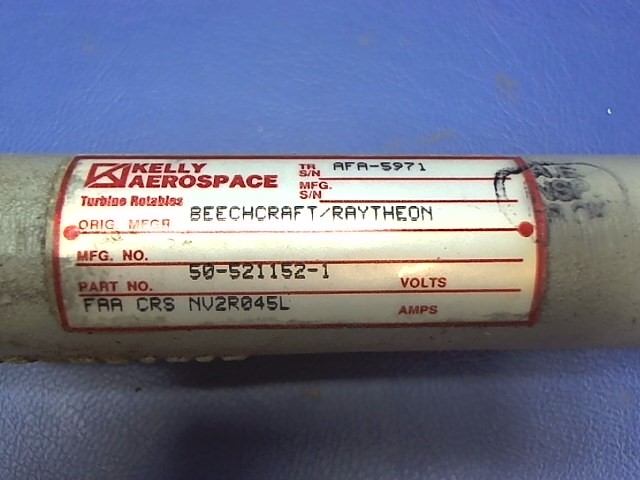 KELLY AEROSPACE
Turbine Rotables
TR S/N AFA-5971
MFG. S/N
ORIG. MFGR BEECHCRAFT/RAYTHEON
MFG. NO.
PART NO. 50-521152-1 VOLTS
FAA CRS NV2R045L AMPS